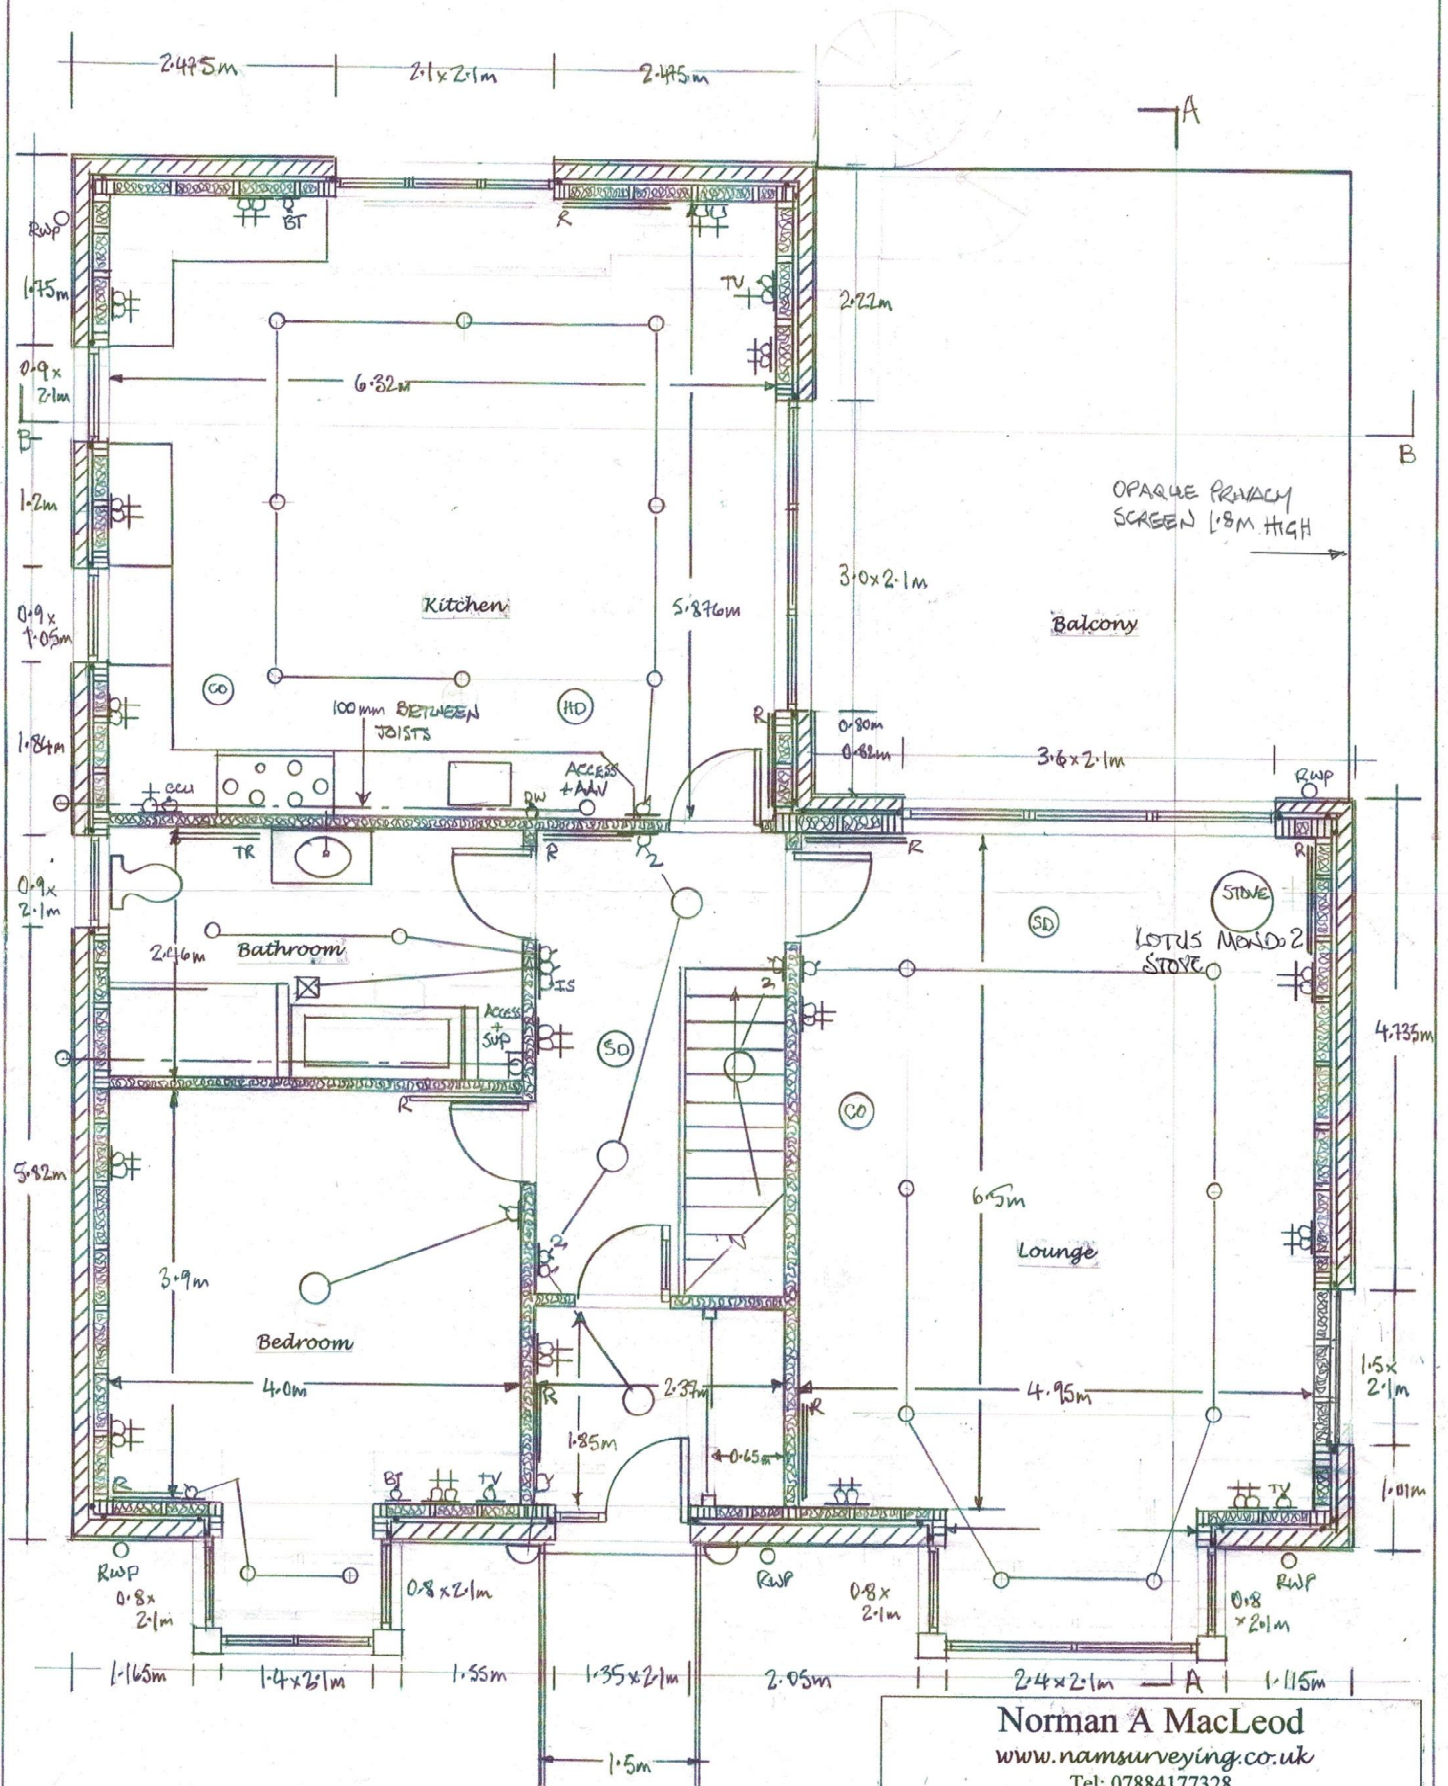 2.475m
2.1x2.1m
2.475m
A
RWP
BT
R
1.75m
TV
2.22m
0.9x
2.1m
6.32m
B
B
1.2m
OPAQUE PRIVACY
SCREEN 1.8M HIGH
0.9x
1.05m
Kitchen
5.876m
3.0x2.1m
Balcony
CO
100mm BETWEEN
JOISTS
HD
R
1.84m
0.80m
0.82m
3.6x2.1m
CCU
ACCESS
+ AAV
RWP
TR
R
R
R
2
0.9x
2.1m
STOVE
SD
LOTUS MONDO 2
STOVE
2.46m
Bathroom
IS
2
ACCESS
+
SVP
SD
4.735m
CO
R
5.82m
6.5m
3.9m
2
Lounge
Bedroom
4.0m
R
2.37m
4.95m
1.5x
2.1m
R
1.85m
0.65m
R
BT
TV
TV
1.01m
RWP
0.8x
2.1m
0.8x2.1m
RWP
0.8x
2.1m
RWP
0.8
x2.1m
1.165m
1.4x2.1m
1.55m
1.35x2.1m
2.05m
2.4x2.1m
A
1.115m
1.5m
Norman A MacLeod
www.namsurveying.co.uk
Tel: 07884177328